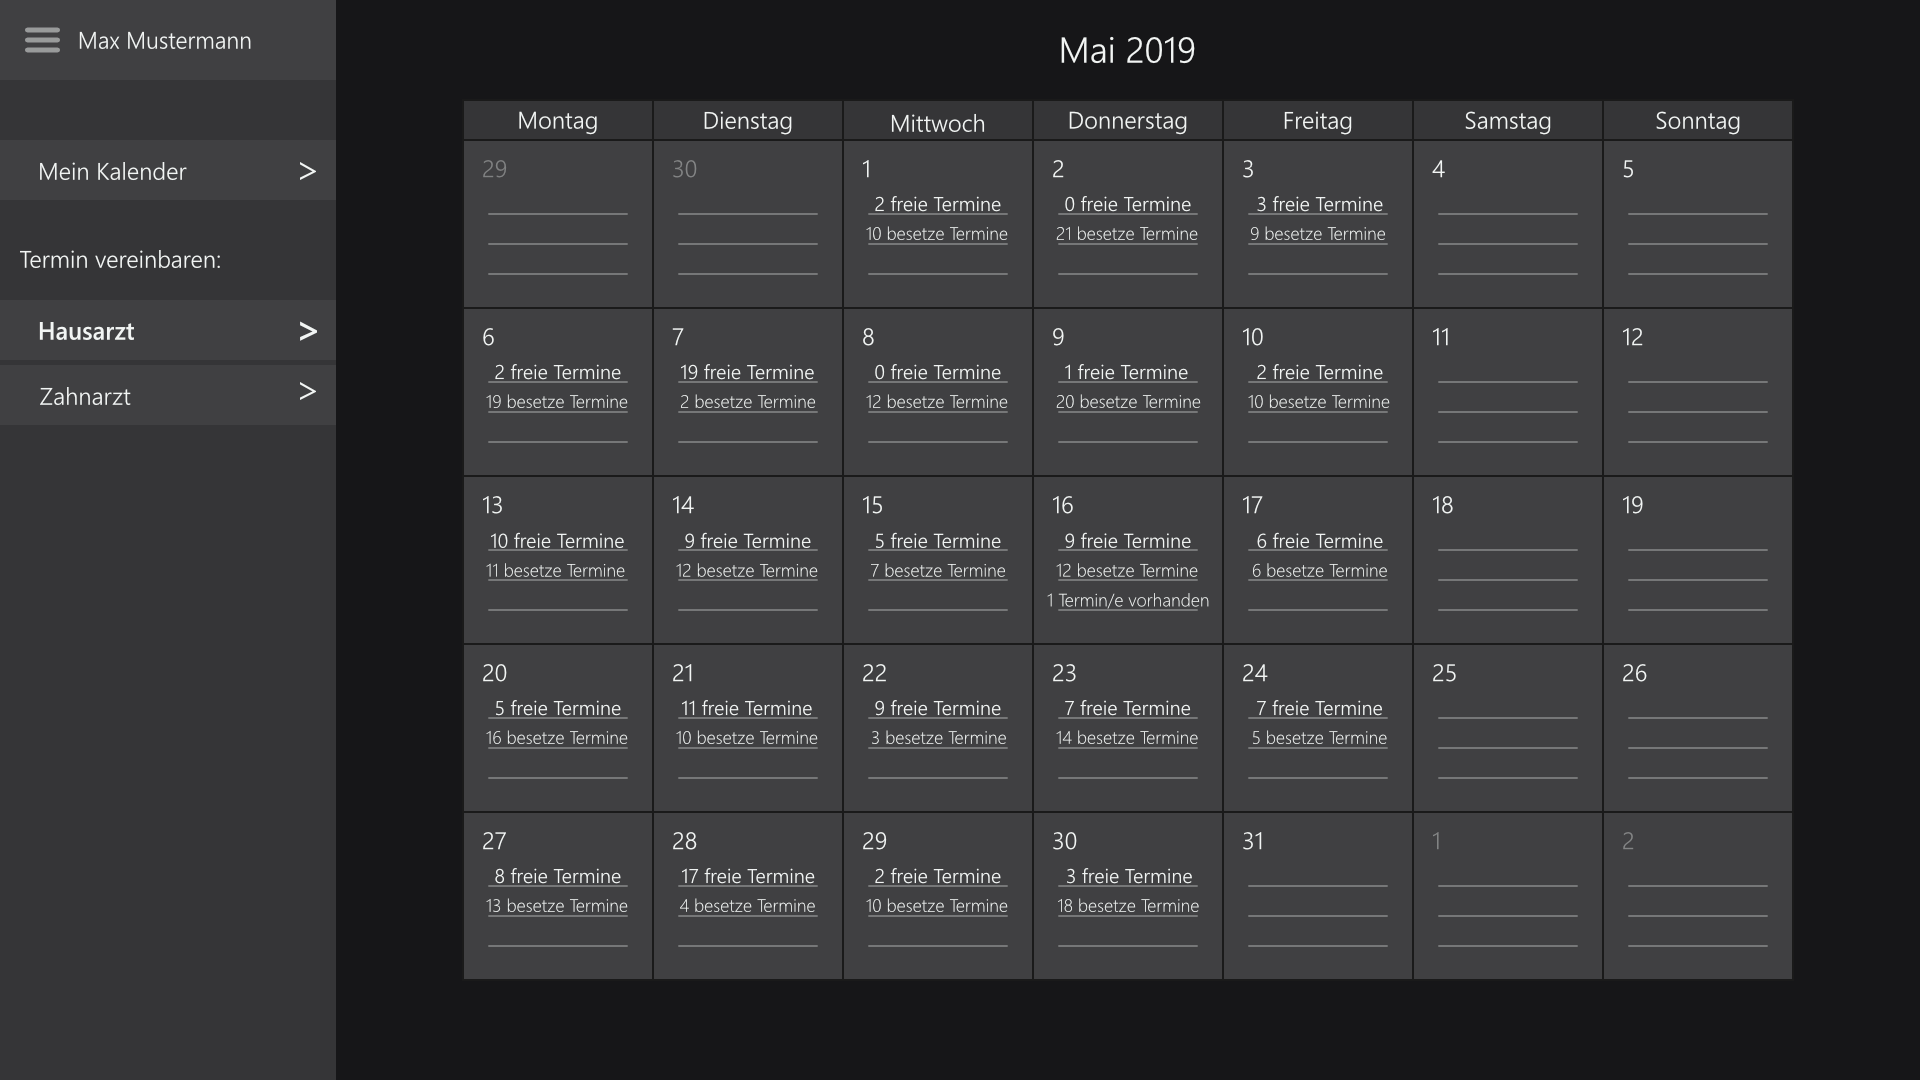 Max Mustermann
Mein Kalender >
Termin vereinbaren:
Hausarzt >
Zahnarzt >
Mai 2019
Montag Dienstag Mittwoch Donnerstag Freitag Samstag Sonntag
29 30 1 2 3 4 5
2 freie Termine 0 freie Termine 3 freie Termine
10 besetze Termine 21 besetze Termine 9 besetze Termine
6 7 8 9 10 11 12
2 freie Termine 19 freie Termine 0 freie Termine 1 freie Termine 2 freie Termine
19 besetze Termine 2 besetze Termine 12 besetze Termine 20 besetze Termine 10 besetze Termine
13 14 15 16 17 18 19
10 freie Termine 9 freie Termine 5 freie Termine 9 freie Termine 6 freie Termine
11 besetze Termine 12 besetze Termine 7 besetze Termine 12 besetze Termine 6 besetze Termine
1 Termin/e vorhanden
20 21 22 23 24 25 26
5 freie Termine 11 freie Termine 9 freie Termine 7 freie Termine 7 freie Termine
16 besetze Termine 10 besetze Termine 3 besetze Termine 14 besetze Termine 5 besetze Termine
27 28 29 30 31 1 2
8 freie Termine 17 freie Termine 2 freie Termine 3 freie Termine
13 besetze Termine 4 besetze Termine 10 besetze Termine 18 besetze Termine